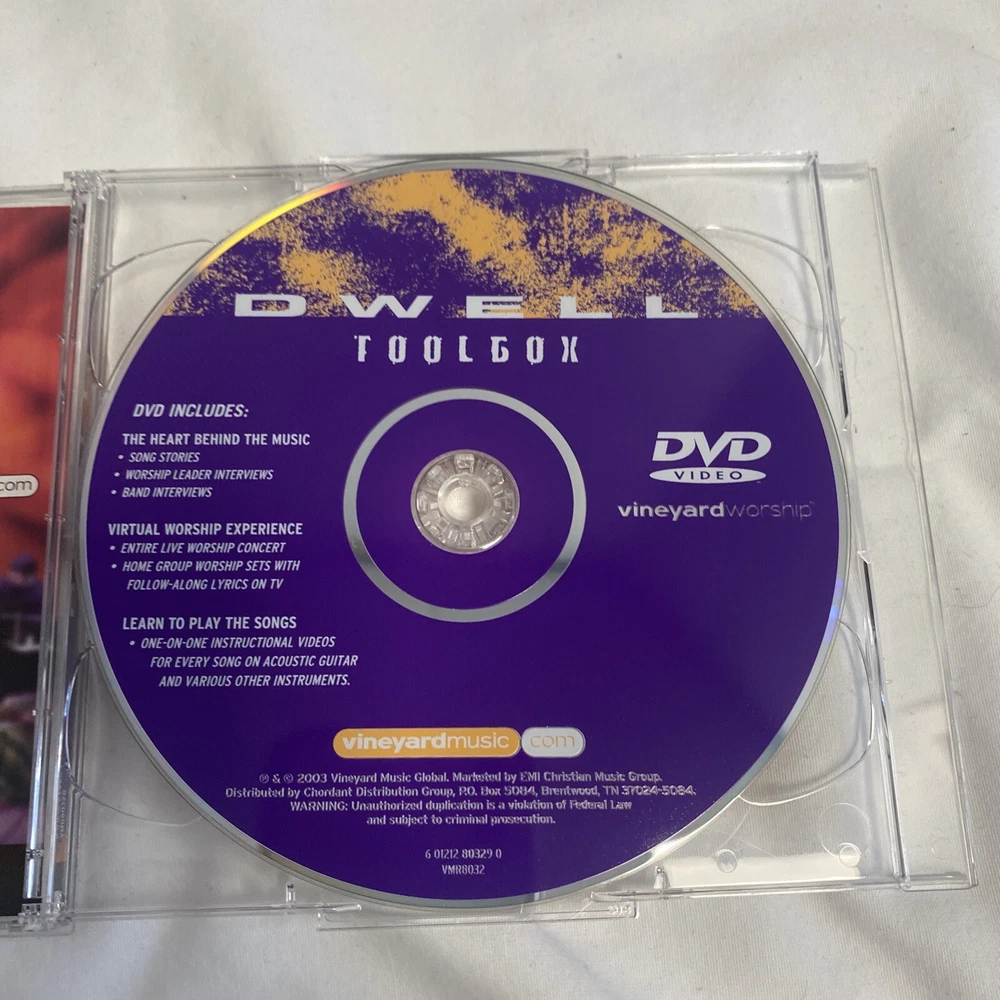 DWELL
TOOLBOX
DVD INCLUDES:
THE HEART BEHIND THE MUSIC
• SONG STORIES
• WORSHIP LEADER INTERVIEWS
• BAND INTERVIEWS
VIRTUAL WORSHIP EXPERIENCE
• ENTIRE LIVE WORSHIP CONCERT
• HOME GROUP WORSHIP SETS WITH
FOLLOW-ALONG LYRICS ON TV
LEARN TO PLAY THE SONGS
• ONE-ON-ONE INSTRUCTIONAL VIDEOS
FOR EVERY SONG ON ACOUSTIC GUITAR
AND VARIOUS OTHER INSTRUMENTS.
DVD
VIDEO™
vineyardworship™
com
vineyardmusic com
℗ & © 2003 Vineyard Music Global. Marketed by EMI Christian Music Group.
Distributed by Chordant Distribution Group, P.O. Box 5084, Brentwood, TN 37024-5084.
WARNING: Unauthorized duplication is a violation of Federal Law
and subject to criminal prosecution.
6 01212 80329 0
VMR8032